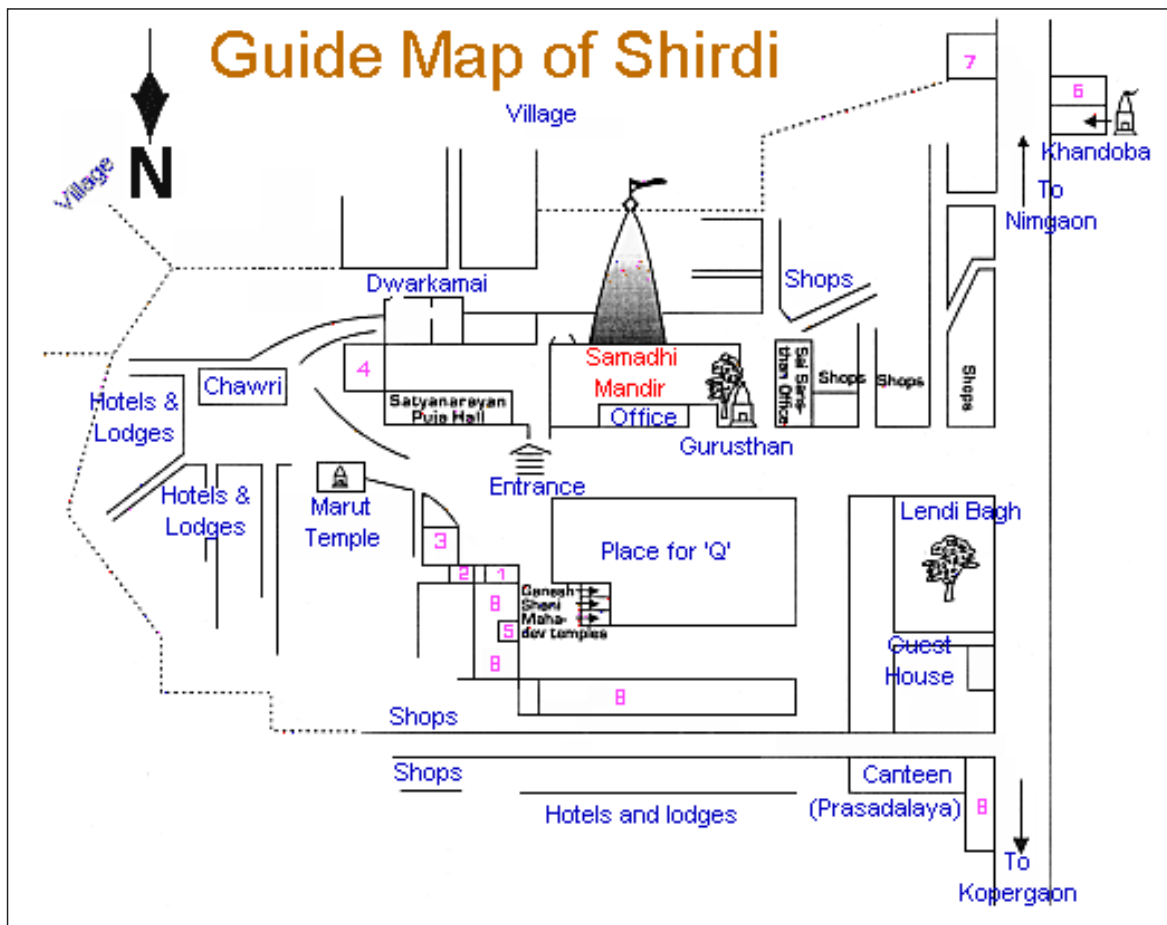 Guide Map of Shirdi
Village
7
6
Khandoba
N
Village
To
Nimgaon
Dwarkamai
Shops
4
Samadhi
Mandir
Sai Sans-
than Office
Shops
Shops
Shops
Chawri
Hotels &
Lodges
Satyanarayan
Puja Hall
Office
Gurusthan
Entrance
Hotels &
Lodges
Marut
Temple
Lendi Bagh
3
Place for 'Q'
2
1
Ganesh
Shani
Maha-
dev temples
8
5
8
Guest
House
8
Shops
Shops
Canteen
(Prasadalaya)
8
Hotels and lodges
To
Kopergaon